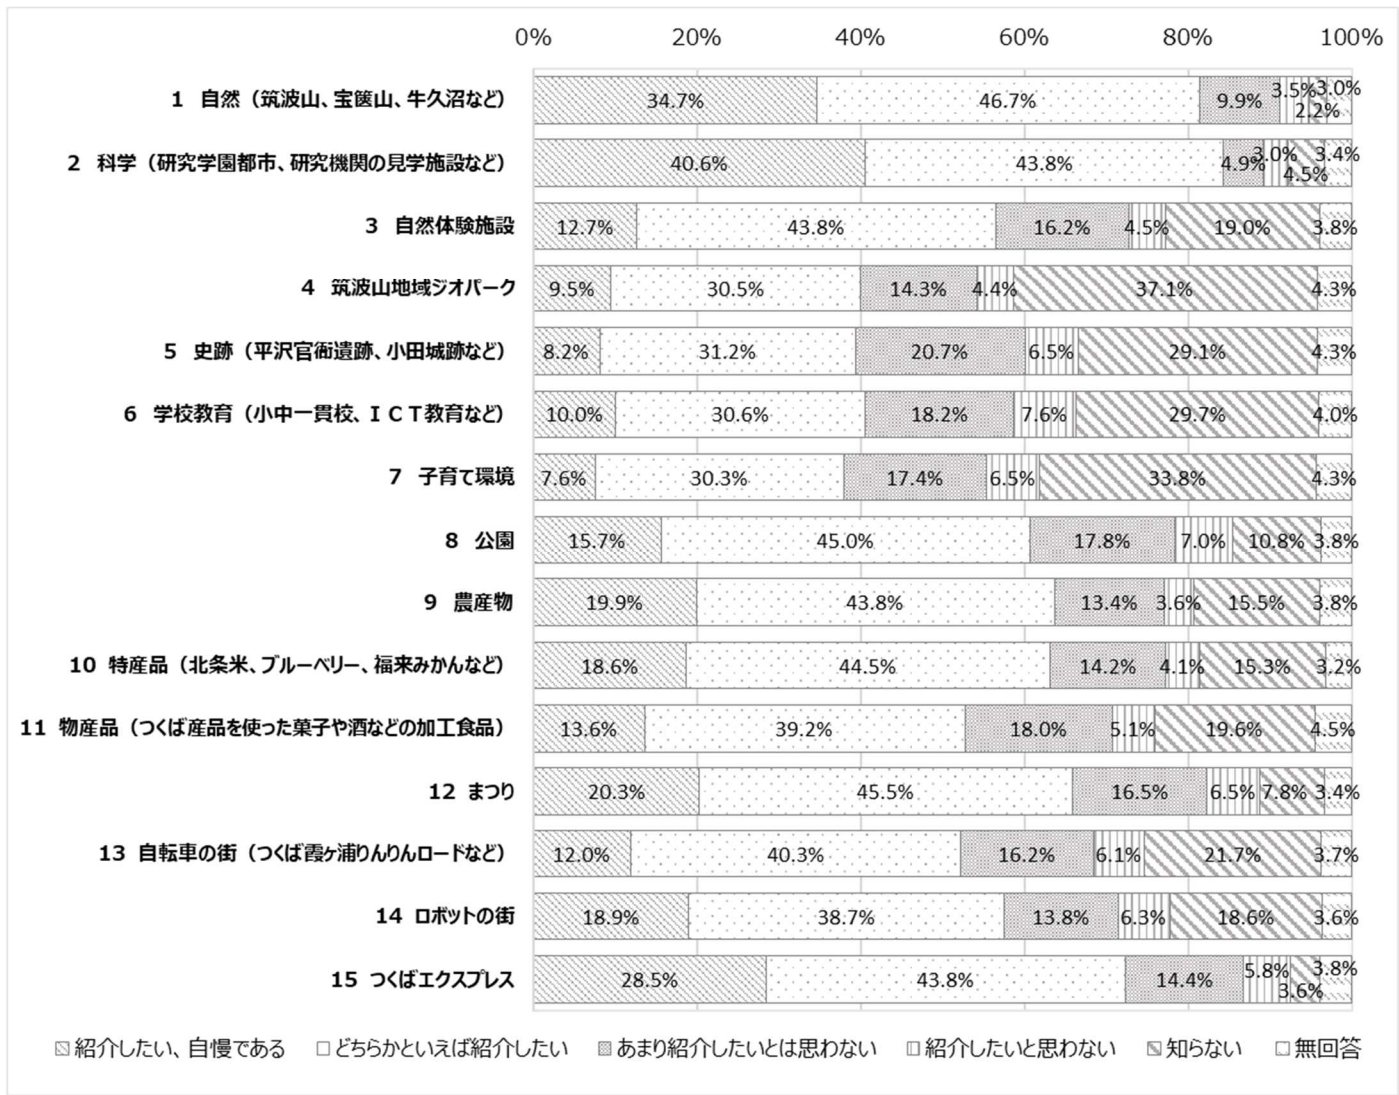 0% 20% 40% 60% 80% 100%
1 自然（筑波山、宝篋山、牛久沼など） 34.7% 46.7% 9.9% 3.5% 2.2% 3.0%
2 科学（研究学園都市、研究機関の見学施設など） 40.6% 43.8% 4.9% 3.0% 4.5% 3.4%
3 自然体験施設 12.7% 43.8% 16.2% 4.5% 19.0% 3.8%
4 筑波山地域ジオパーク 9.5% 30.5% 14.3% 4.4% 37.1% 4.3%
5 史跡（平沢官衙遺跡、小田城跡など） 8.2% 31.2% 20.7% 6.5% 29.1% 4.3%
6 学校教育（小中一貫校、ＩＣＴ教育など） 10.0% 30.6% 18.2% 7.6% 29.7% 4.0%
7 子育て環境 7.6% 30.3% 17.4% 6.5% 33.8% 4.3%
8 公園 15.7% 45.0% 17.8% 7.0% 10.8% 3.8%
9 農産物 19.9% 43.8% 13.4% 3.6% 15.5% 3.8%
10 特産品（北条米、ブルーベリー、福来みかんなど） 18.6% 44.5% 14.2% 4.1% 15.3% 3.2%
11 物産品（つくば産品を使った菓子や酒などの加工食品） 13.6% 39.2% 18.0% 5.1% 19.6% 4.5%
12 まつり 20.3% 45.5% 16.5% 6.5% 7.8% 3.4%
13 自転車の街（つくば霞ヶ浦りんりんロードなど） 12.0% 40.3% 16.2% 6.1% 21.7% 3.7%
14 ロボットの街 18.9% 38.7% 13.8% 6.3% 18.6% 3.6%
15 つくばエクスプレス 28.5% 43.8% 14.4% 5.8% 3.6% 3.8%
紹介したい、自慢である どちらかといえば紹介したい あまり紹介したいとは思わない 紹介したいと思わない 知らない 無回答